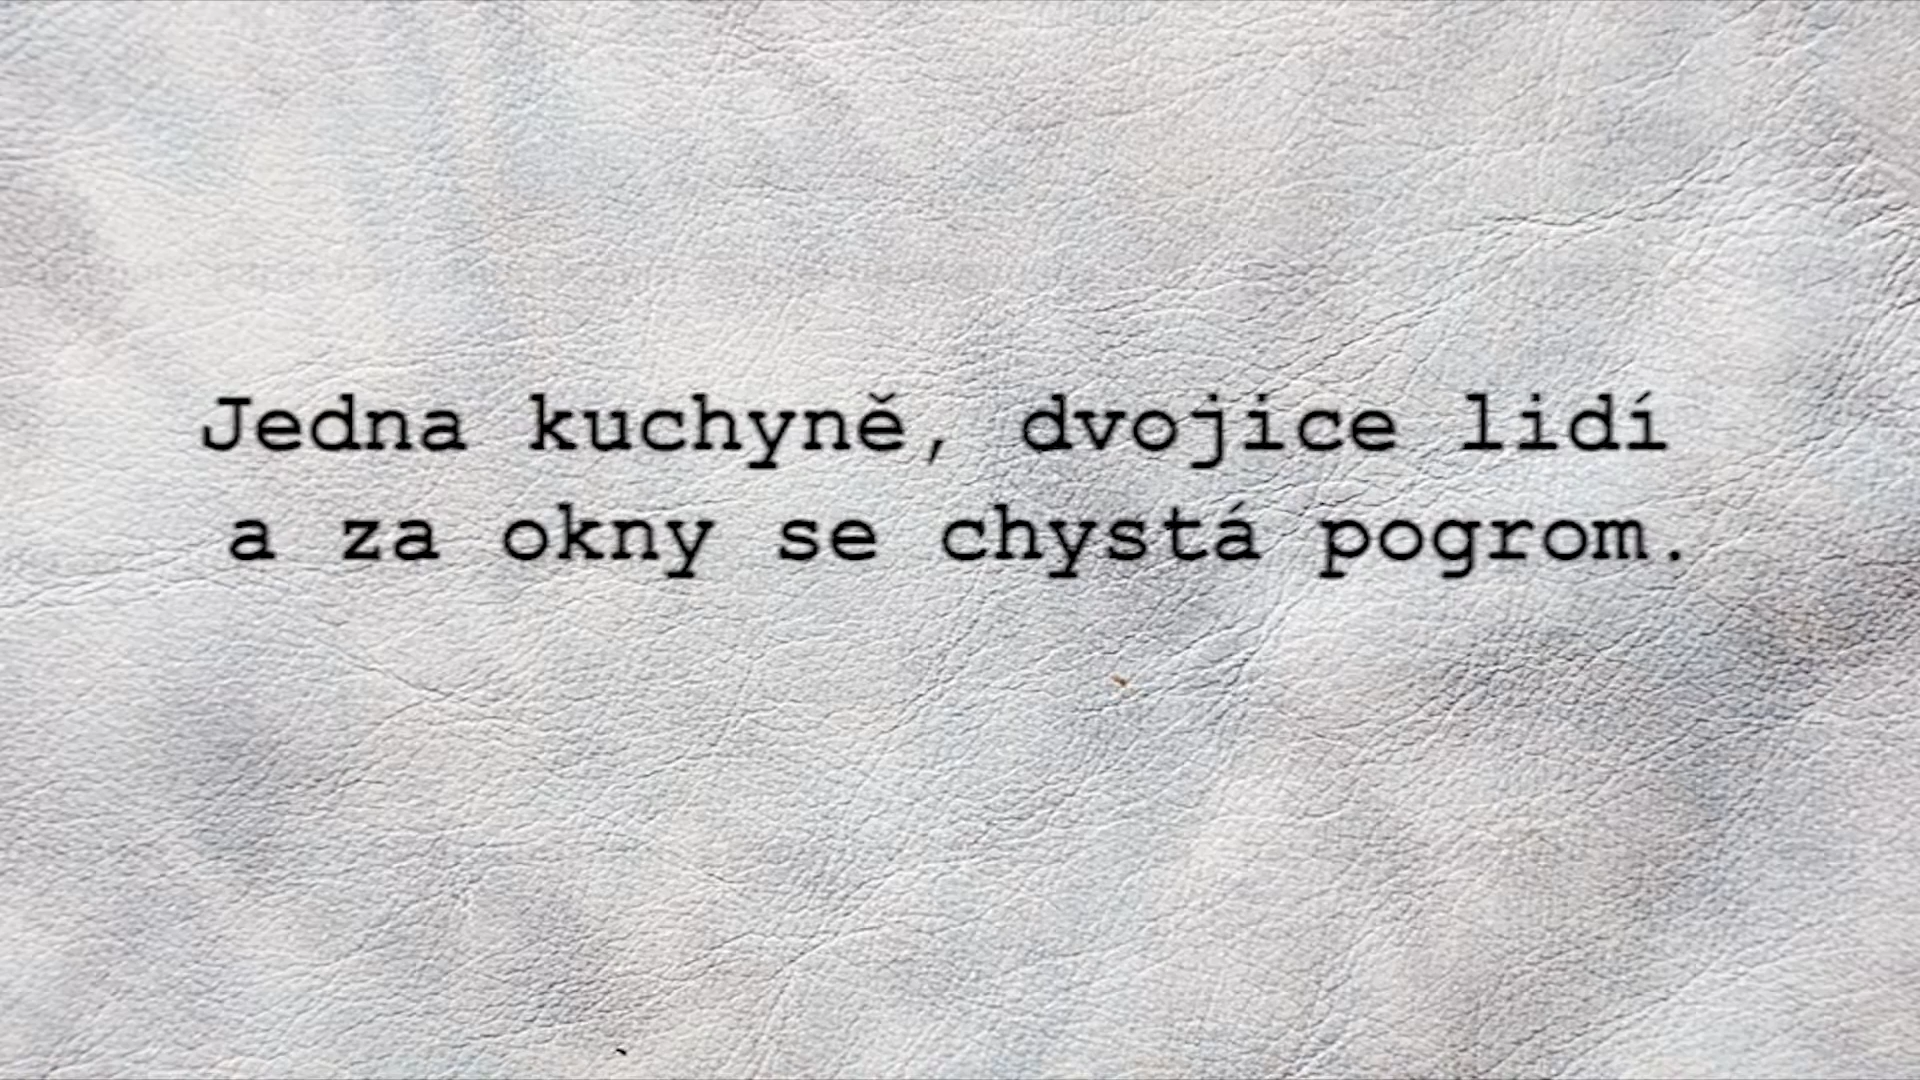 Jedna kuchyně, dvojice lidí
a za okny se chystá pogrom.